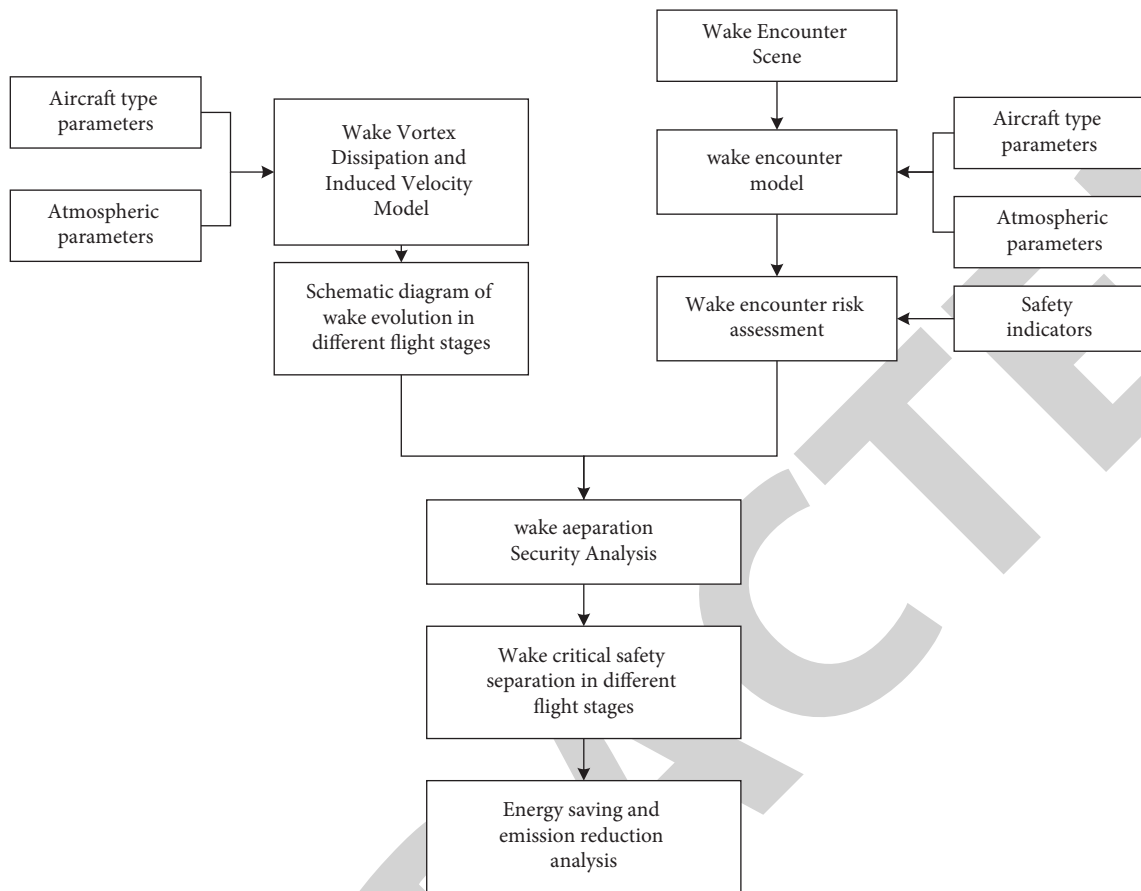 Wake Encounter
Scene
Aircraft type
parameters
Atmospheric
parameters
Wake Vortex
Dissipation and
Induced Velocity
Model
Schematic diagram of
wake evolution in
different flight stages
wake encounter
model
Aircraft type
parameters
Atmospheric
parameters
Wake encounter risk
assessment
Safety
indicators
wake aeparation
Security Analysis
Wake critical safety
separation in different
flight stages
Energy saving and
emission reduction
analysis
ACTE